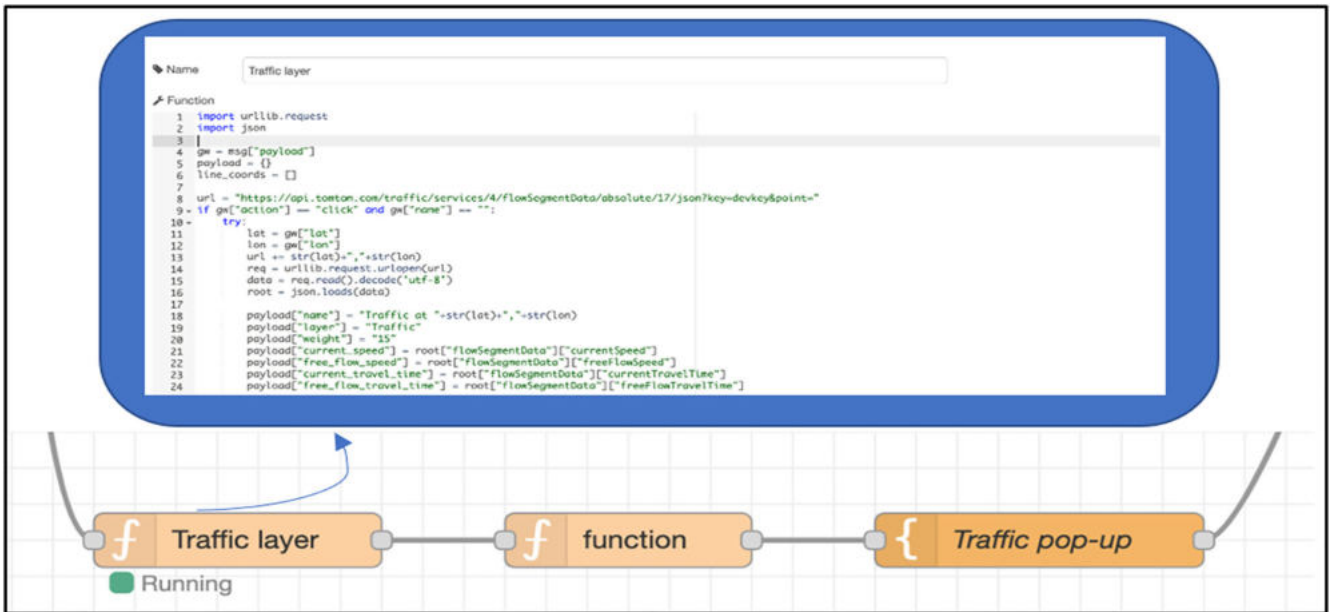 Name
Traffic layer
Function
1 import urllib.request
2 import json
3
4 gw = msg["payload"]
5 payload = {}
6 line_coords = []
7
8 url = "https://api.tomtom.com/traffic/services/4/flowSegmentData/absolute/17/json?key=devkey&point="
9 if gw["action"] == "click" and gw["name"] == "":
10 try:
11 lat = gw["lat"]
12 lon = gw["lon"]
13 url += str(lat)+","+str(lon)
14 req = urllib.request.urlopen(url)
15 data = req.read().decode('utf-8')
16 root = json.loads(data)
17
18 payload["name"] = "Traffic at "+str(lat)+","+str(lon)
19 payload["layer"] = "Traffic"
20 payload["weight"] = "15"
21 payload["current_speed"] = root["flowSegmentData"]["currentSpeed"]
22 payload["free_flow_speed"] = root["flowSegmentData"]["freeFlowSpeed"]
23 payload["current_travel_time"] = root["flowSegmentData"]["currentTravelTime"]
24 payload["free_flow_travel_time"] = root["flowSegmentData"]["freeFlowTravelTime"]
f Traffic layer
f function
{ Traffic pop-up
Running